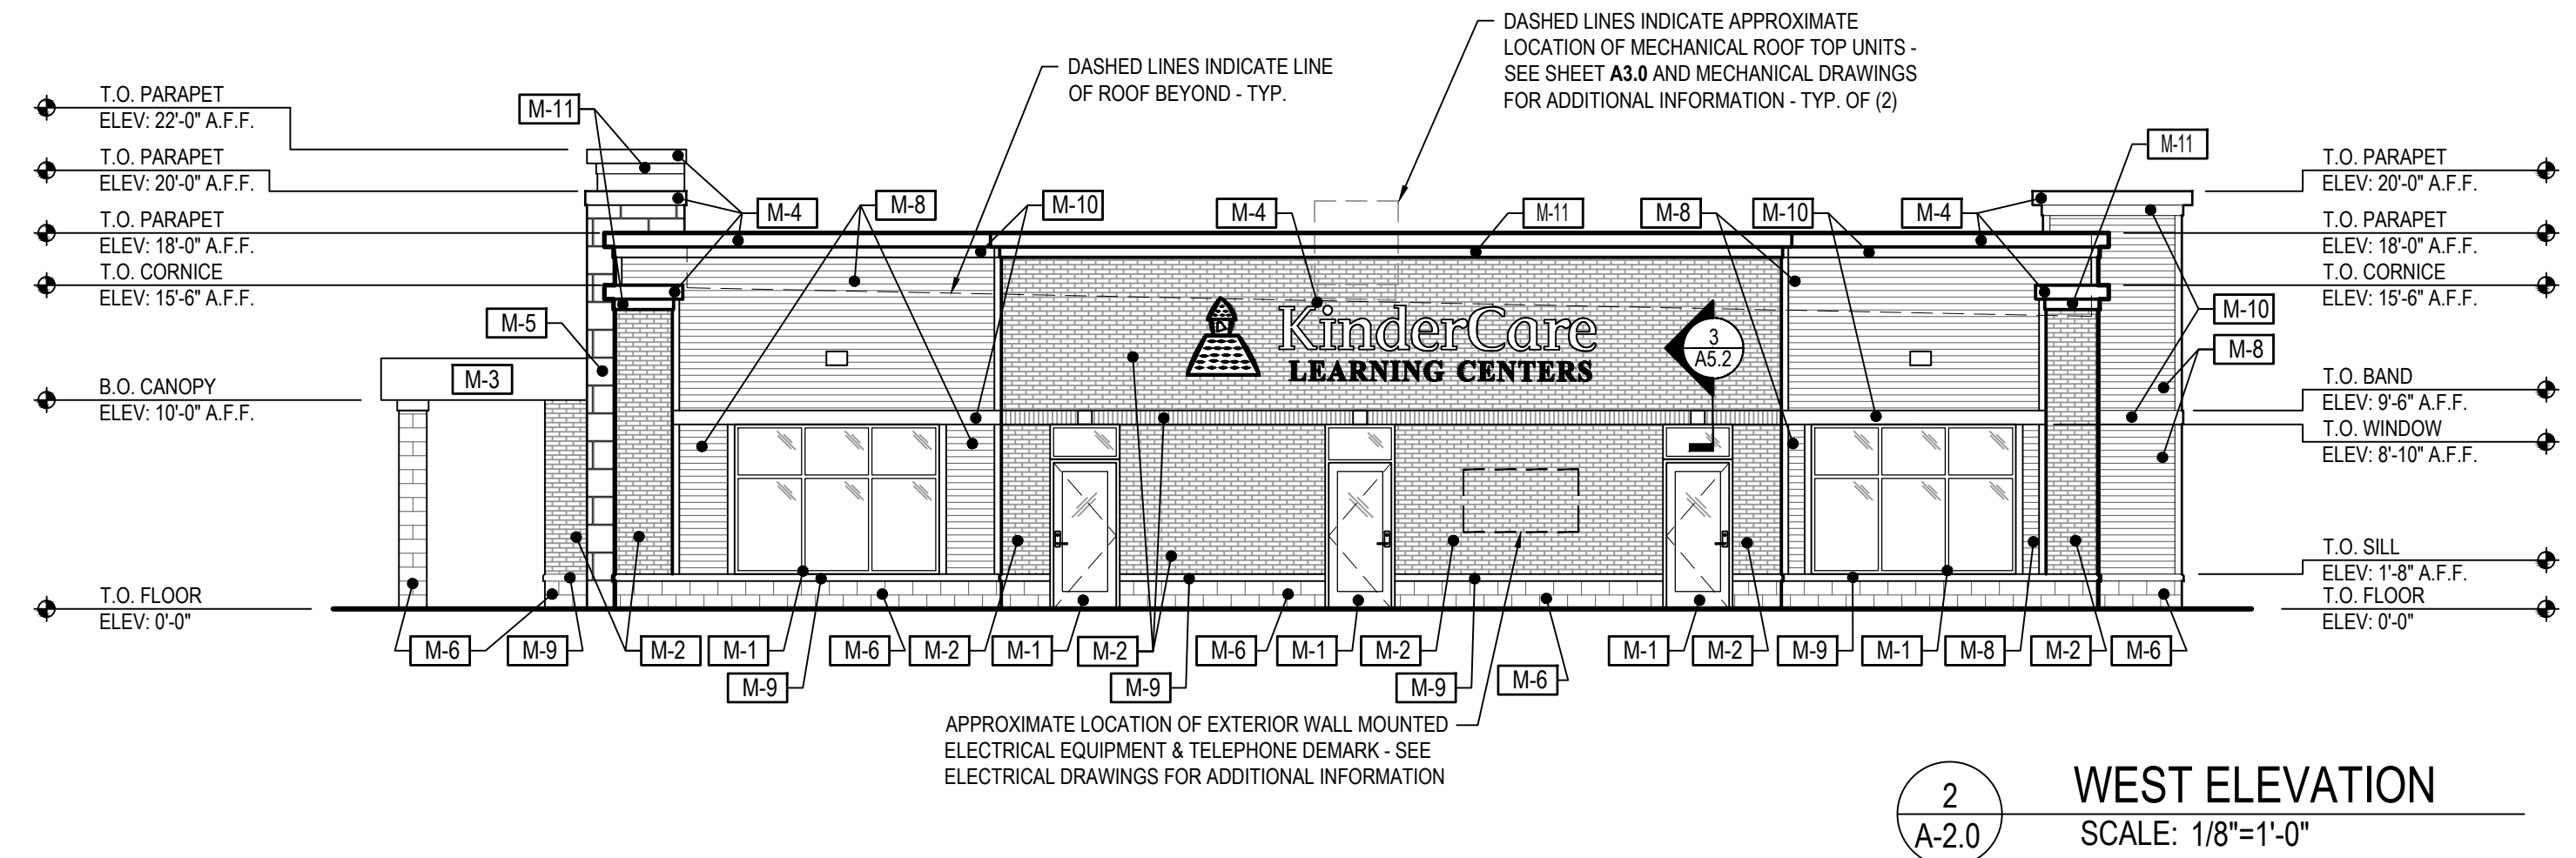 DASHED LINES INDICATE APPROXIMATE
LOCATION OF MECHANICAL ROOF TOP UNITS -
SEE SHEET A3.0 AND MECHANICAL DRAWINGS
FOR ADDITIONAL INFORMATION - TYP. OF (2)
DASHED LINES INDICATE LINE
OF ROOF BEYOND - TYP.
T.O. PARAPET
ELEV: 22'-0" A.F.F.
T.O. PARAPET
ELEV: 20'-0" A.F.F.
T.O. PARAPET
ELEV: 18'-0" A.F.F.
T.O. CORNICE
ELEV: 15'-6" A.F.F.
B.O. CANOPY
ELEV: 10'-0" A.F.F.
T.O. FLOOR
ELEV: 0'-0"
M-11
M-4
M-8
M-10
M-4
M-11
M-8
M-10
M-4
M-11
M-5
M-3
M-10
M-8
KinderCare
LEARNING CENTERS
3
A5.2
T.O. PARAPET
ELEV: 20'-0" A.F.F.
T.O. PARAPET
ELEV: 18'-0" A.F.F.
T.O. CORNICE
ELEV: 15'-6" A.F.F.
T.O. BAND
ELEV: 9'-6" A.F.F.
T.O. WINDOW
ELEV: 8'-10" A.F.F.
T.O. SILL
ELEV: 1'-8" A.F.F.
T.O. FLOOR
ELEV: 0'-0"
M-6
M-9
M-2
M-1
M-6
M-2
M-1
M-2
M-6
M-1
M-2
M-1
M-2
M-9
M-1
M-8
M-2
M-6
M-9
M-9
M-9
M-6
APPROXIMATE LOCATION OF EXTERIOR WALL MOUNTED
ELECTRICAL EQUIPMENT & TELEPHONE DEMARK - SEE
ELECTRICAL DRAWINGS FOR ADDITIONAL INFORMATION
2
A-2.0
WEST ELEVATION
SCALE: 1/8"=1'-0"